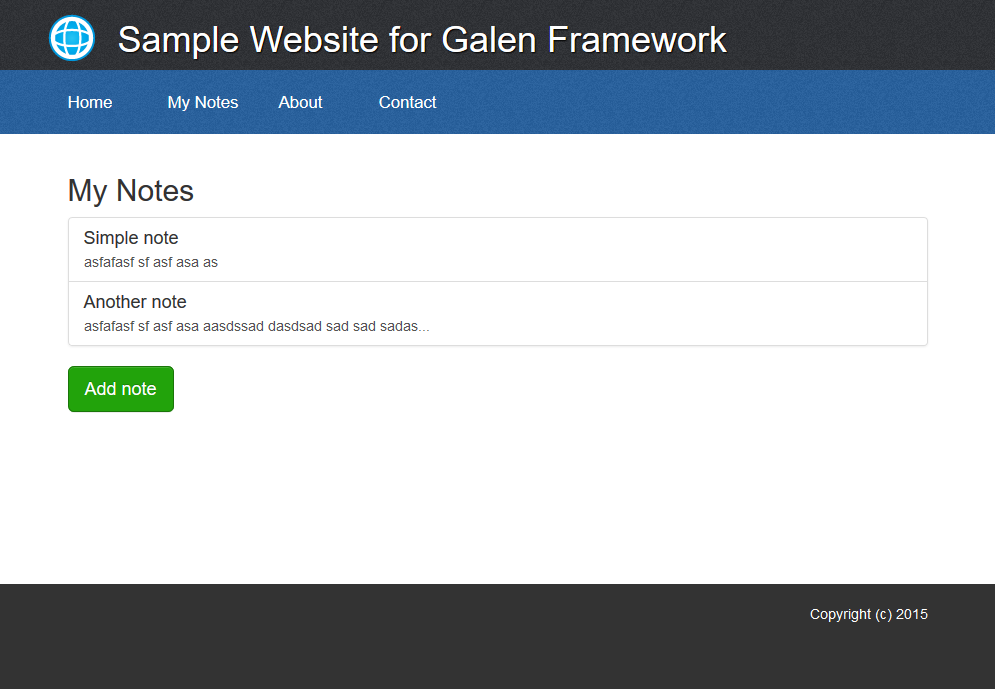 Sample Website for Galen Framework
Home My Notes About Contact
My Notes
Simple note
asfafasf sf asf asa as
Another note
asfafasf sf asf asa aasdssad dasdsad sad sad sadas...
Add note
Copyright (c) 2015